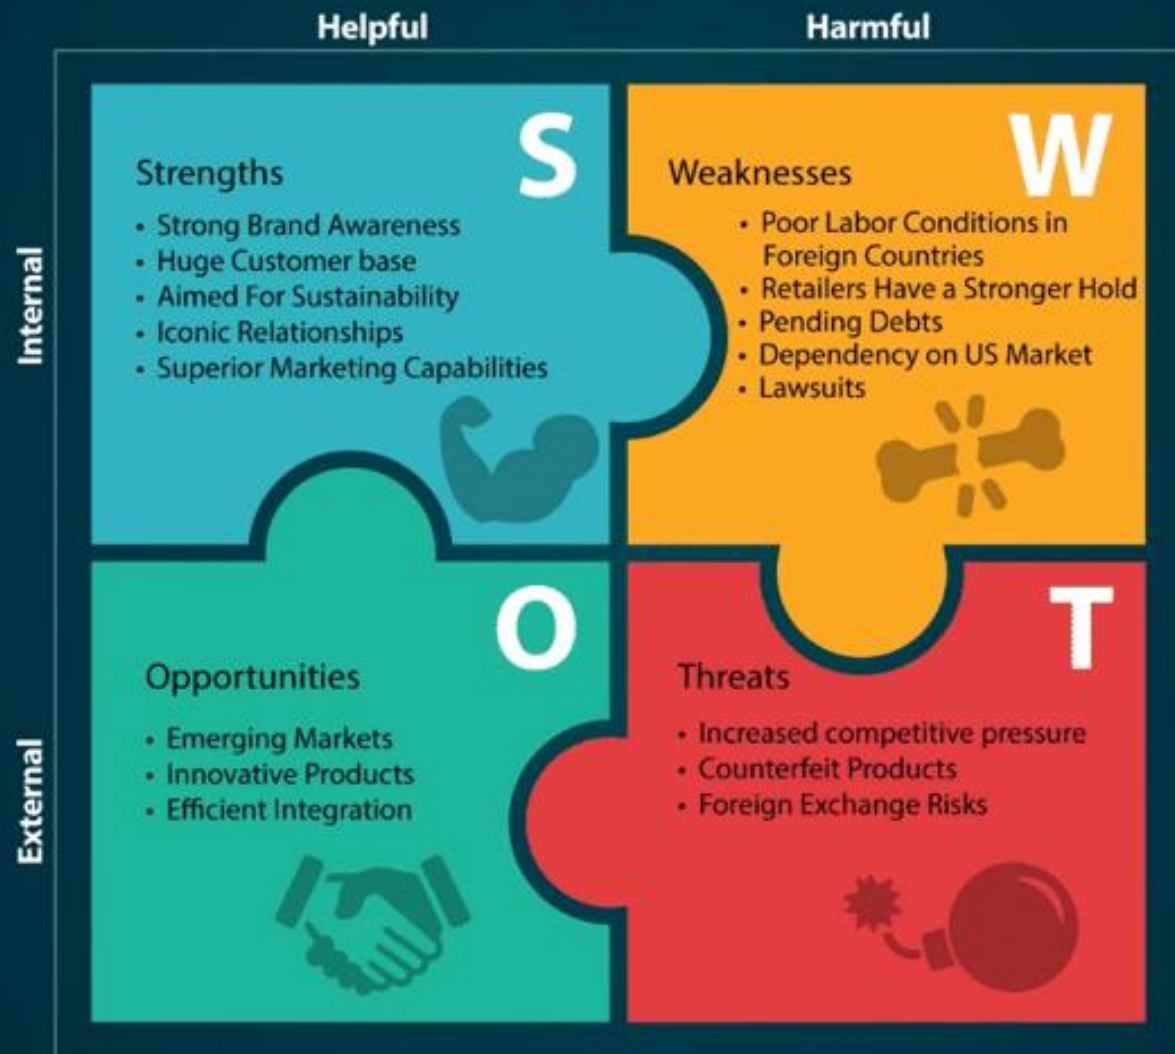 Helpful
Harmful
Internal
S
Strengths
• Strong Brand Awareness
• Huge Customer base
• Aimed For Sustainability
• Iconic Relationships
• Superior Marketing Capabilities
W
Weaknesses
• Poor Labor Conditions in
Foreign Countries
• Retailers Have a Stronger Hold
• Pending Debts
• Dependency on US Market
• Lawsuits
External
O
Opportunities
• Emerging Markets
• Innovative Products
• Efficient Integration
T
Threats
• Increased competitive pressure
• Counterfeit Products
• Foreign Exchange Risks